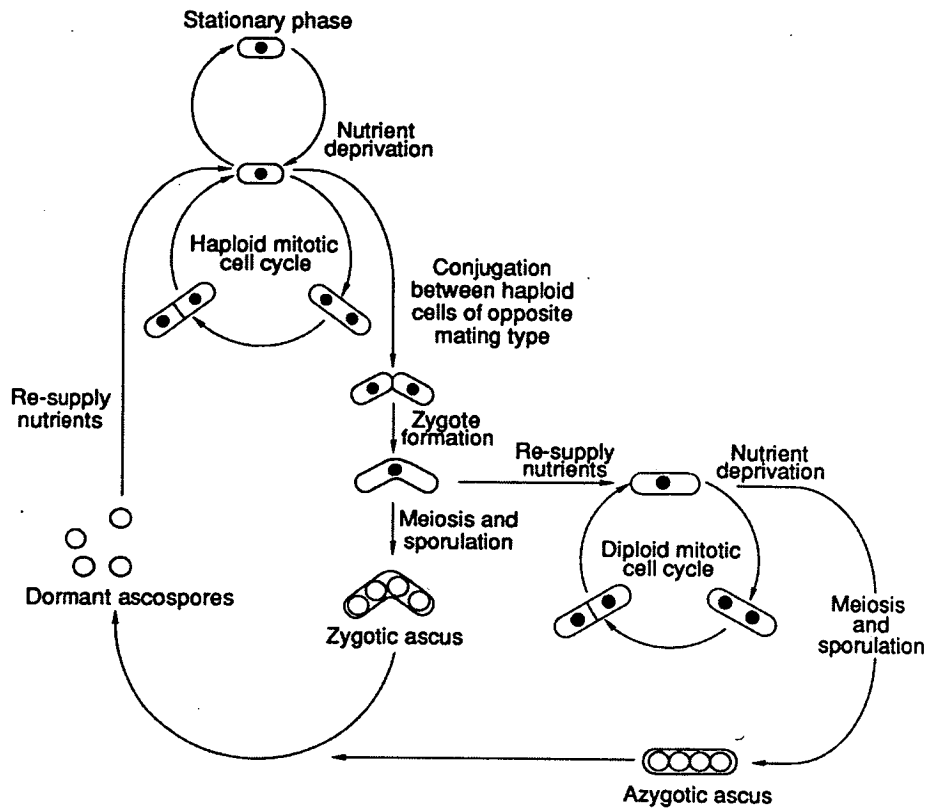 Stationary phase
Nutrient
deprivation
Haploid mitotic
cell cycle
Conjugation
between haploid
cells of opposite
mating type
Re-supply
nutrients
Zygote
formation
Re-supply
nutrients
Nutrient
deprivation
Meiosis and
sporulation
Diploid mitotic
cell cycle
Dormant ascospores
Zygotic ascus
Meiosis
and
sporulation
Azygotic ascus